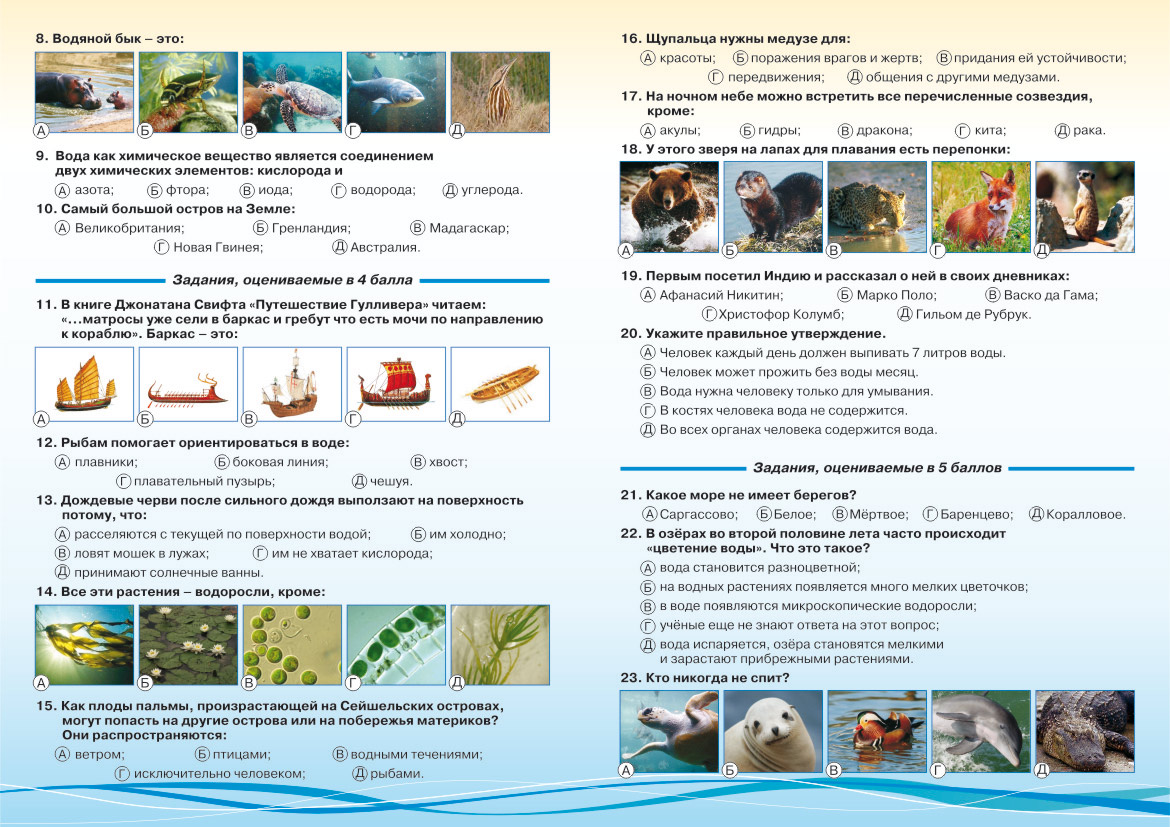 8. Водяной бык – это:
А Б В Г Д
9. Вода как химическое вещество является соединением
двух химических элементов: кислорода и
А азота; Б фтора; В иода; Г водорода; Д углерода.
10. Самый большой остров на Земле:
А Великобритания; Б Гренландия; В Мадагаскар;
Г Новая Гвинея; Д Австралия.
Задания, оцениваемые в 4 балла
11. В книге Джонатана Свифта «Путешествие Гулливера» читаем:
«…матросы уже сели в баркас и гребут что есть мочи по направлению
к кораблю». Баркас – это:
А Б В Г Д
12. Рыбам помогает ориентироваться в воде:
А плавники; Б боковая линия; В хвост;
Г плавательный пузырь; Д чешуя.
13. Дождевые черви после сильного дождя выползают на поверхность
потому, что:
А расселяются с текущей по поверхности водой; Б им холодно;
В ловят мошек в лужах; Г им не хватает кислорода;
Д принимают солнечные ванны.
14. Все эти растения – водоросли, кроме:
А Б В Г Д
15. Как плоды пальмы, произрастающей на Сейшельских островах,
могут попасть на другие острова или на побережья материков?
Они распространяются:
А ветром; Б птицами; В водными течениями;
Г исключительно человеком; Д рыбами.
16. Щупальца нужны медузе для:
А красоты; Б поражения врагов и жертв; В придания ей устойчивости;
Г передвижения; Д общения с другими медузами.
17. На ночном небе можно встретить все перечисленные созвездия,
кроме:
А акулы; Б гидры; В дракона; Г кита; Д рака.
18. У этого зверя на лапах для плавания есть перепонки:
А Б В Г Д
19. Первым посетил Индию и рассказал о ней в своих дневниках:
А Афанасий Никитин; Б Марко Поло; В Васко да Гама;
Г Христофор Колумб; Д Гильом де Рубрук.
20. Укажите правильное утверждение.
А Человек каждый день должен выпивать 7 литров воды.
Б Человек может прожить без воды месяц.
В Вода нужна человеку только для умывания.
Г В костях человека вода не содержится.
Д Во всех органах человека содержится вода.
Задания, оцениваемые в 5 баллов
21. Какое море не имеет берегов?
А Саргассово; Б Белое; В Мёртвое; Г Баренцево; Д Коралловое.
22. В озёрах во второй половине лета часто происходит
«цветение воды». Что это такое?
А вода становится разноцветной;
Б на водных растениях появляется много мелких цветочков;
В в воде появляются микроскопические водоросли;
Г учёные еще не знают ответа на этот вопрос;
Д вода испаряется, озёра становятся мелкими
и зарастают прибрежными растениями.
23. Кто никогда не спит?
А Б В Г Д